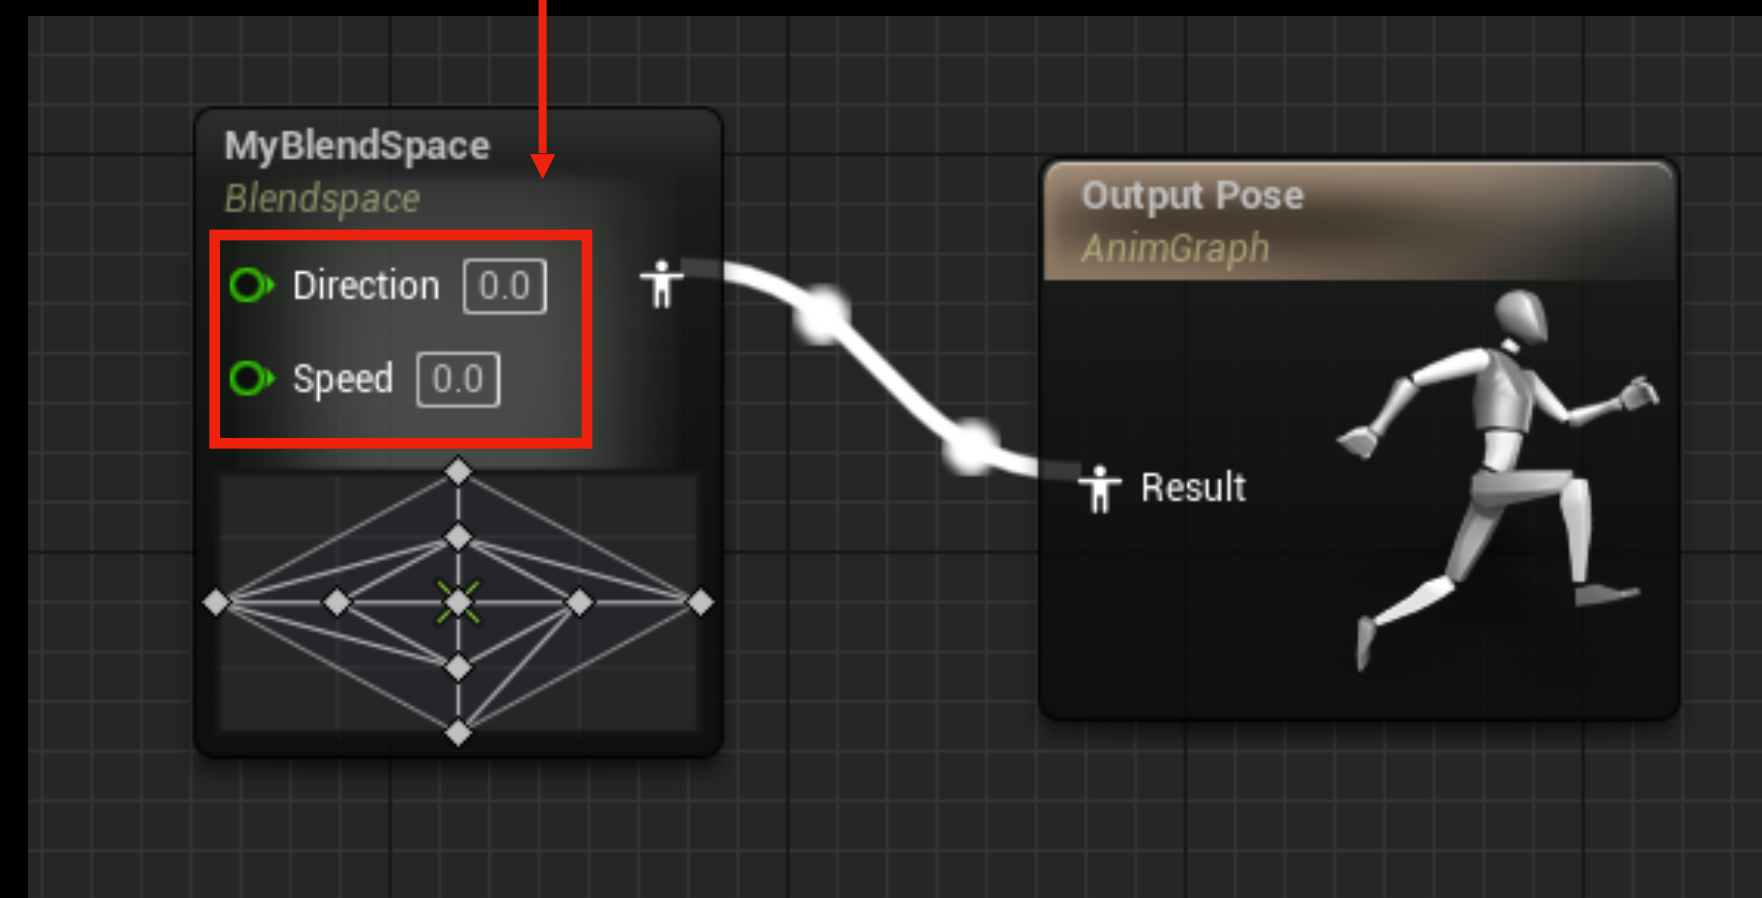 MyBlendSpace
Blendspace
Direction 0.0
Speed 0.0
Output Pose
AnimGraph
Result